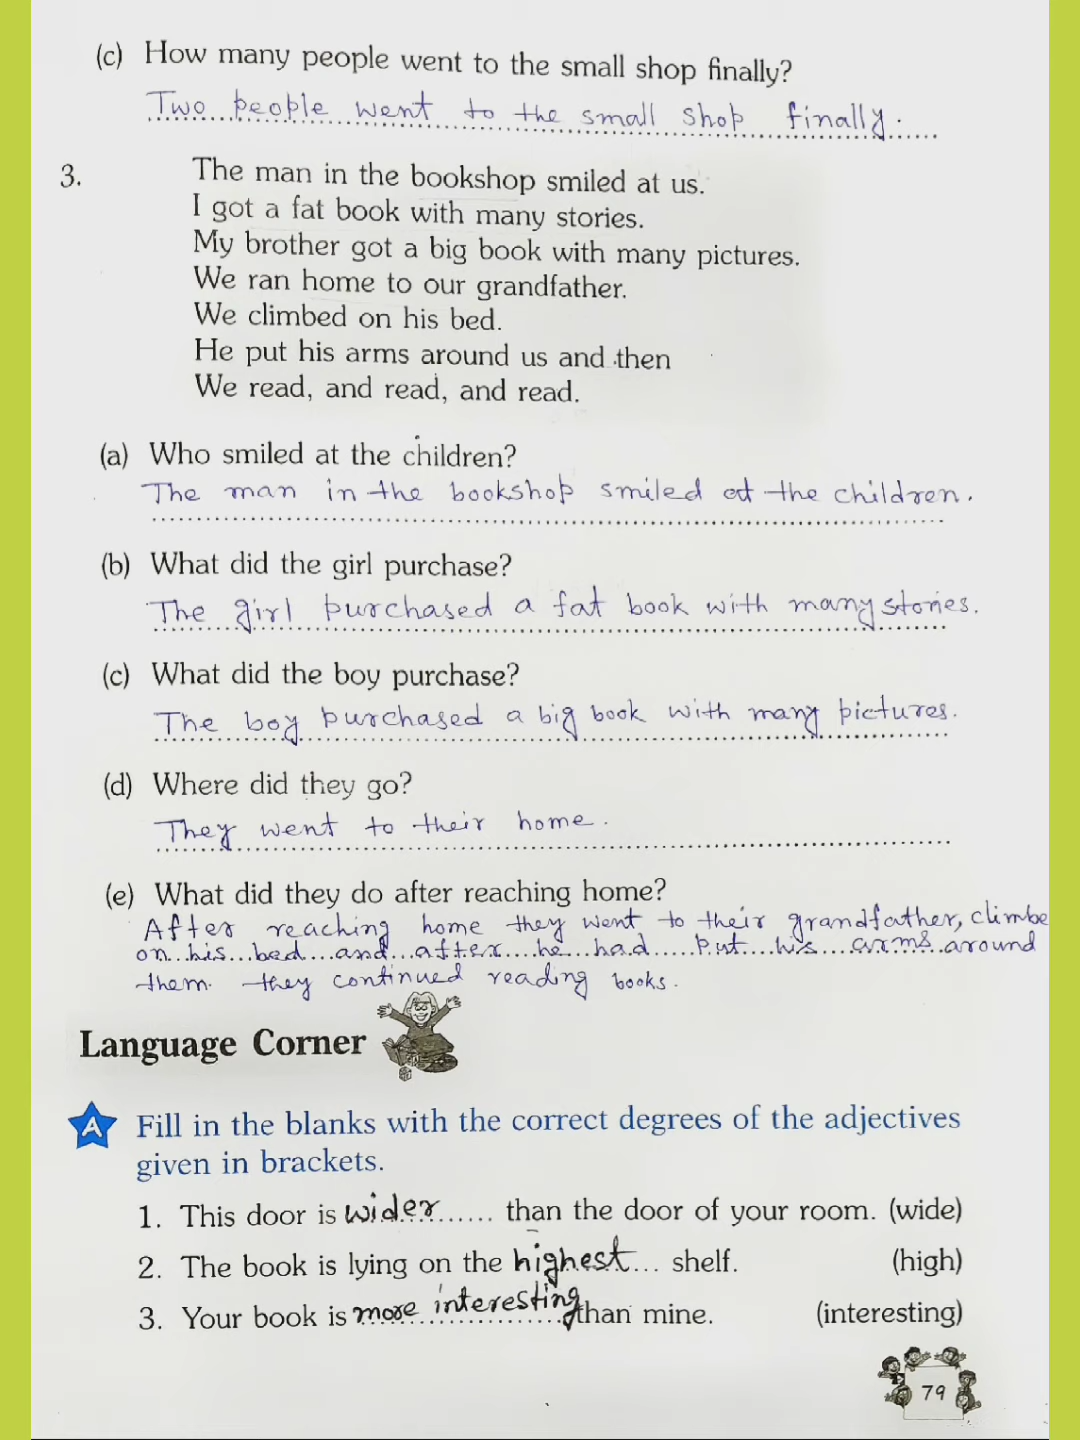 (c) How many people went to the small shop finally?
Two people went to the small shop finally.
3. The man in the bookshop smiled at us.
I got a fat book with many stories.
My brother got a big book with many pictures.
We ran home to our grandfather.
We climbed on his bed.
He put his arms around us and then
We read, and read, and read.
(a) Who smiled at the children?
The man in the bookshop smiled at the children.
(b) What did the girl purchase?
The girl purchased a fat book with many stories.
(c) What did the boy purchase?
The boy purchased a big book with many pictures.
(d) Where did they go?
They went to their home.
(e) What did they do after reaching home?
After reaching home they went to their grandfather, climbe
on his bed and after he had put his arms around
them. they continued reading books.
Language Corner
A Fill in the blanks with the correct degrees of the adjectives
given in brackets.
1. This door is wider than the door of your room. (wide)
2. The book is lying on the highest shelf. (high)
3. Your book is more interesting than mine. (interesting)
79